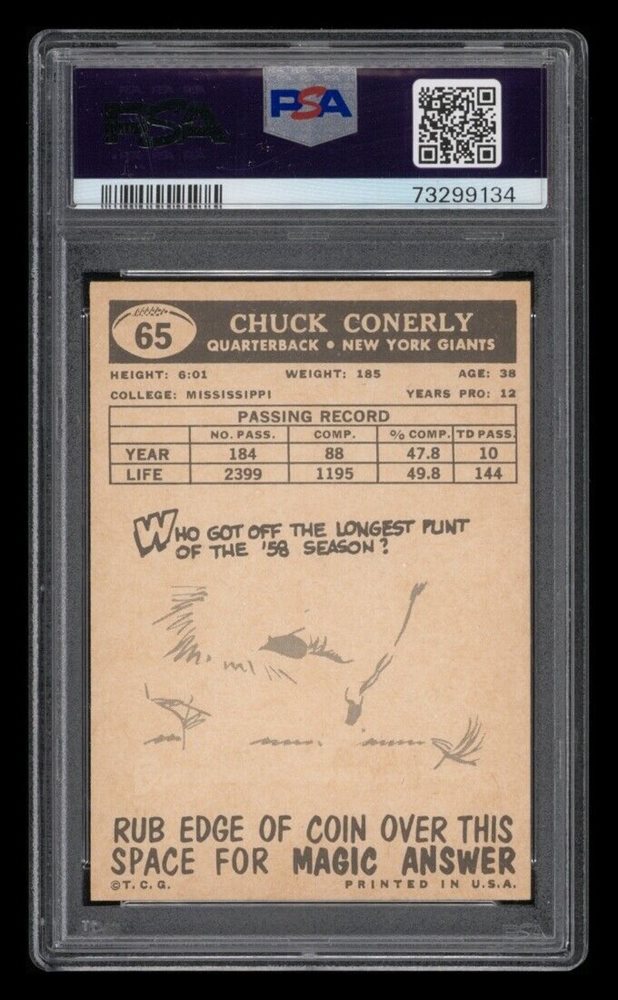 PSA
PSA
73299134
65
CHUCK CONERLY
QUARTERBACK • NEW YORK GIANTS
HEIGHT: 6:01 WEIGHT: 185 AGE: 38
COLLEGE: MISSISSIPPI YEARS PRO: 12
PASSING RECORD
NO. PASS. COMP. % COMP. TD PASS.
YEAR 184 88 47.8 10
LIFE 2399 1195 49.8 144
WHO GOT OFF THE LONGEST PUNT
OF THE '58 SEASON?
RUB EDGE OF COIN OVER THIS
SPACE FOR MAGIC ANSWER
©T.C.G. PRINTED IN U.S.A.
PSA